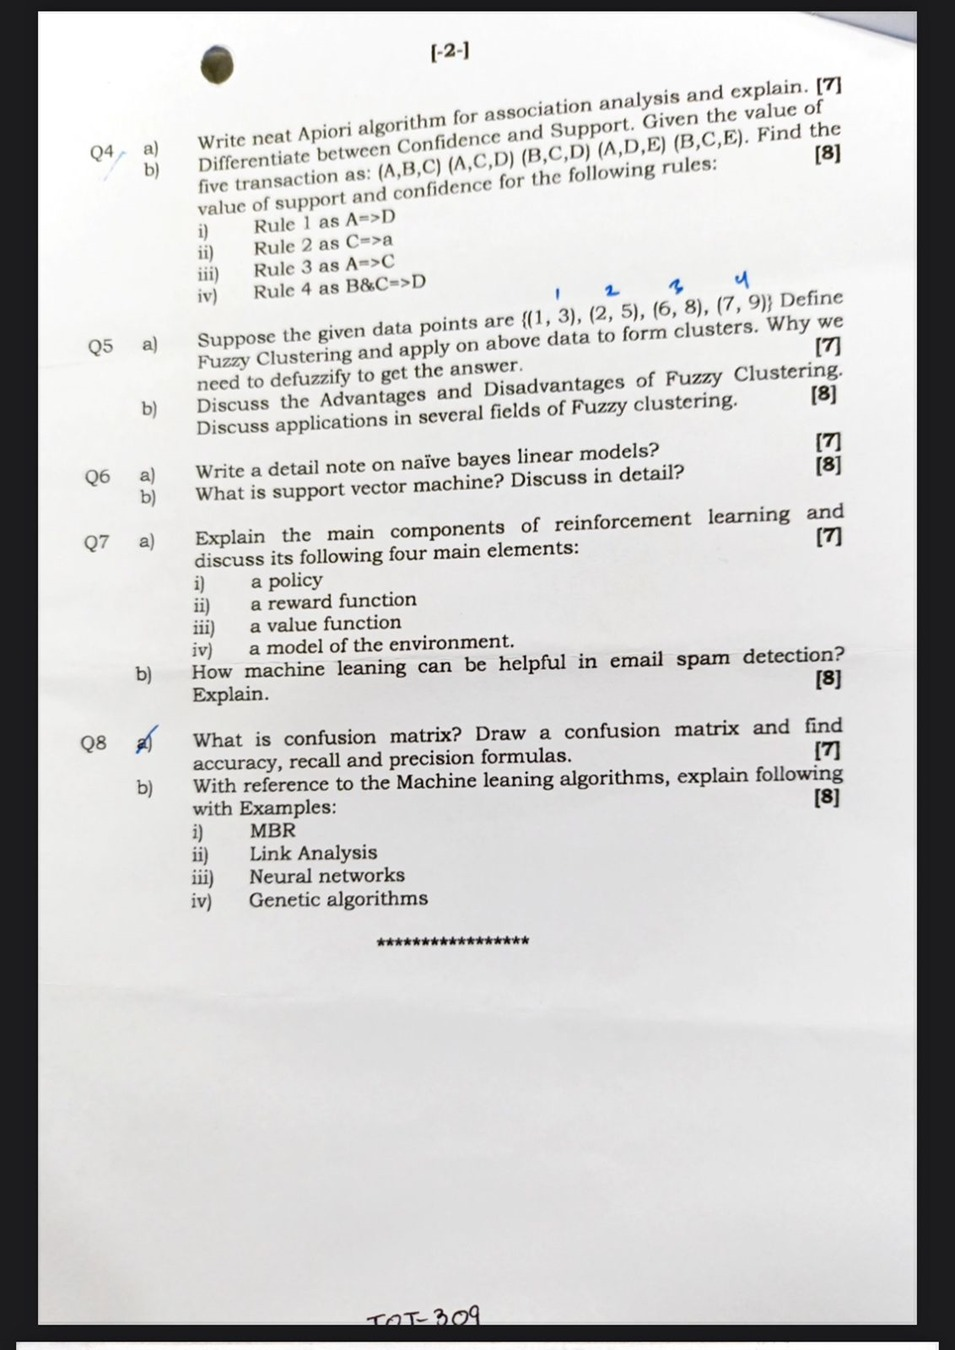 [-2-]
Q4 a) Write neat Apiori algorithm for association analysis and explain. [7]
b) Differentiate between Confidence and Support. Given the value of
five transaction as: (A,B,C) (A,C,D) (B,C,D) (A,D,E) (B,C,E). Find the
value of support and confidence for the following rules: [8]
i) Rule 1 as A=>D
ii) Rule 2 as C=>a
iii) Rule 3 as A=>C
iv) Rule 4 as B&C=>D
1 2 3 4
Q5 a) Suppose the given data points are {(1, 3), (2, 5), (6, 8), (7, 9)} Define
Fuzzy Clustering and apply on above data to form clusters. Why we
need to defuzzify to get the answer. [7]
b) Discuss the Advantages and Disadvantages of Fuzzy Clustering.
Discuss applications in several fields of Fuzzy clustering. [8]
Q6 a) Write a detail note on naïve bayes linear models? [7]
b) What is support vector machine? Discuss in detail? [8]
Q7 a) Explain the main components of reinforcement learning and
discuss its following four main elements: [7]
i) a policy
ii) a reward function
iii) a value function
iv) a model of the environment.
b) How machine leaning can be helpful in email spam detection?
Explain. [8]
Q8 a) What is confusion matrix? Draw a confusion matrix and find
accuracy, recall and precision formulas. [7]
b) With reference to the Machine leaning algorithms, explain following
with Examples: [8]
i) MBR
ii) Link Analysis
iii) Neural networks
iv) Genetic algorithms
*****************
TOT-309